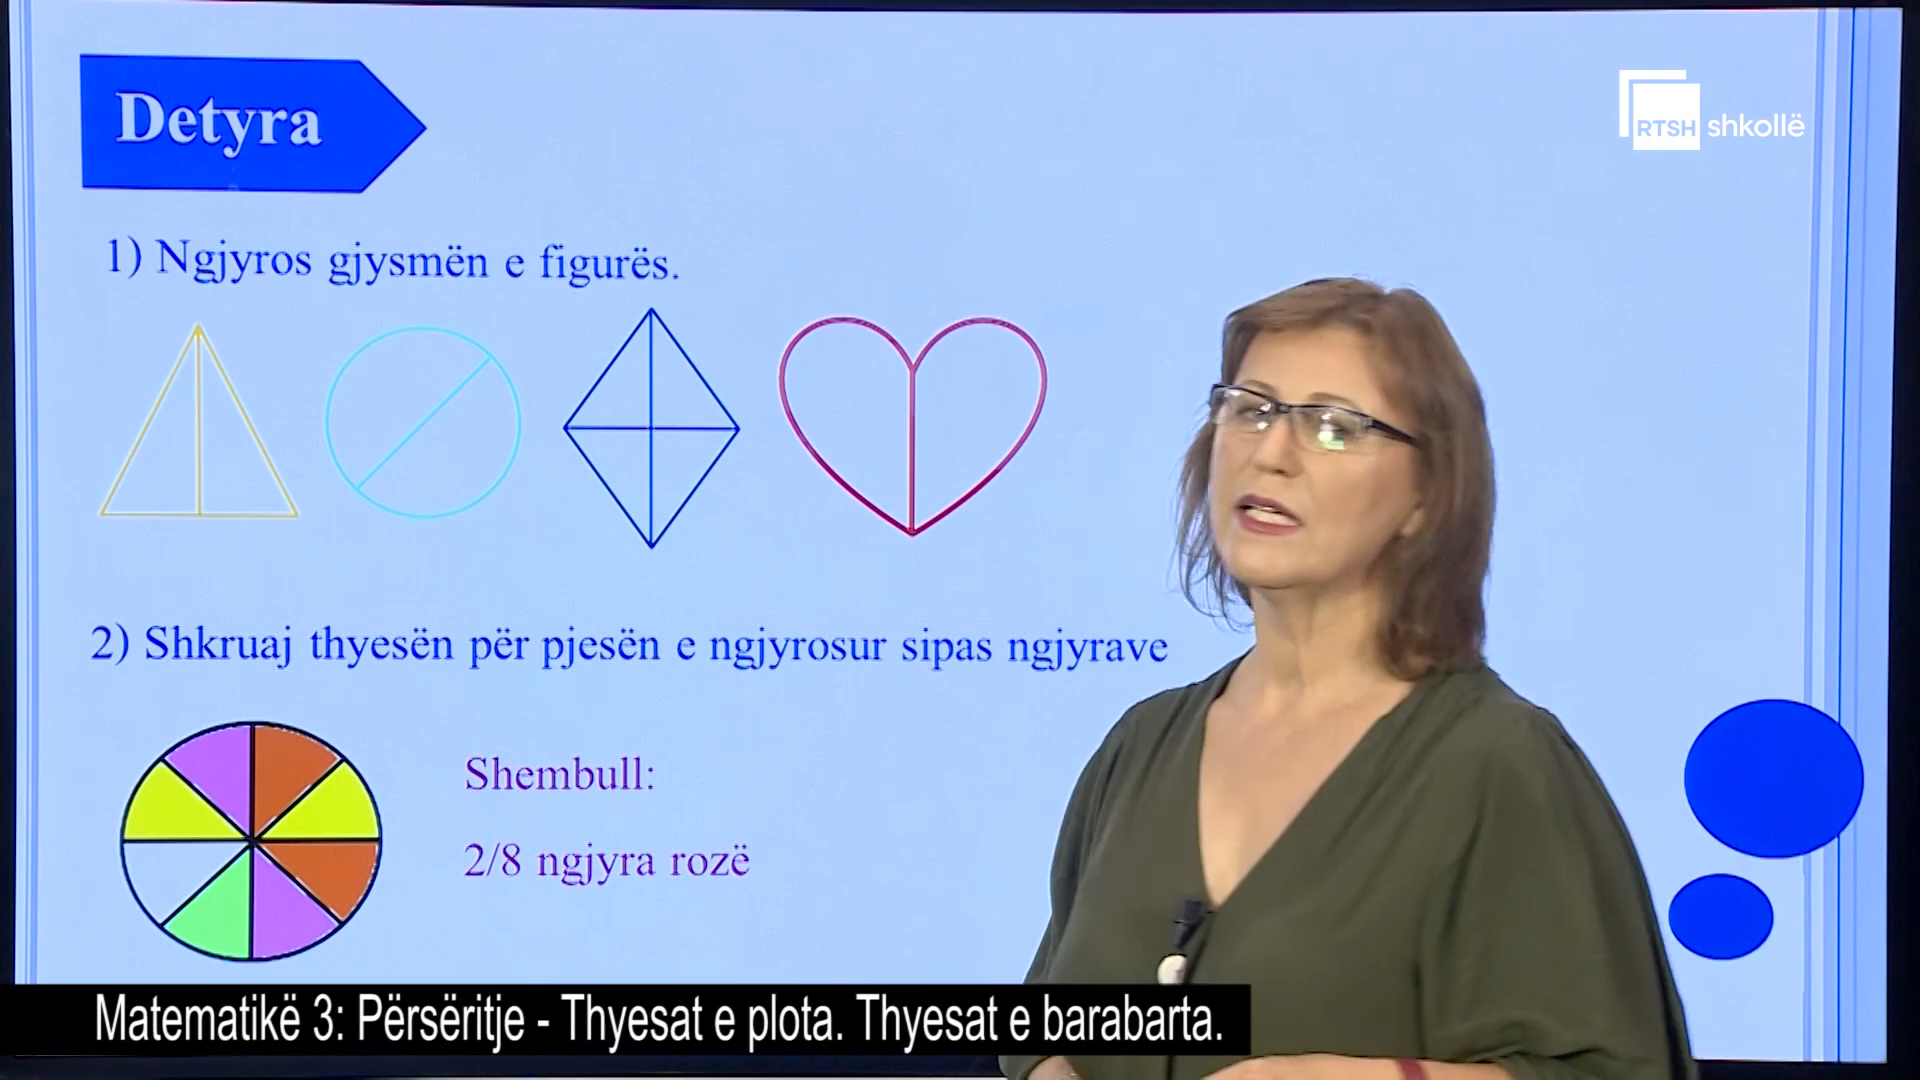 Detyra
RTSH shkollë
1) Ngjyros gjysmën e figurës.
2) Shkruaj thyesën për pjesën e ngjyrosur sipas ngjyrave
Shembull:
2/8 ngjyra rozë
Matematikë 3: Përsëritje - Thyesat e plota. Thyesat e barabarta.